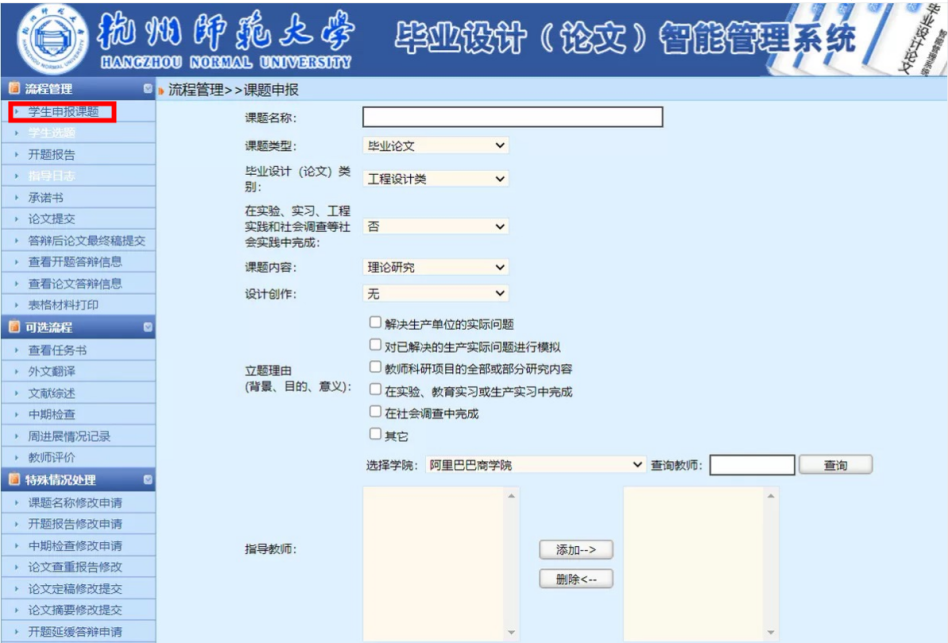 杭州师范大学
HANGZHOU NORMAL UNIVERSITY
毕业设计（论文）智能管理系统
毕业设计论文
智能管理系统
流程管理
学生申报课题
学生选题
开题报告
指导日志
承诺书
论文提交
答辩后论文最终稿提交
查看开题答辩信息
查看论文答辩信息
表格材料打印
可选流程
查看任务书
外文翻译
文献综述
中期检查
周进展情况记录
教师评价
特殊情况处理
课题名称修改申请
开题报告修改申请
中期检查修改申请
论文查重报告修改
论文定稿修改提交
论文摘要修改提交
开题延缓答辩申请
流程管理>>课题申报
课题名称：
课题类型： 毕业论文
毕业设计（论文）类
别： 工程设计类
在实验、实习、工程
实践和社会调查等社 否
会实践中完成：
课题内容： 理论研究
设计创作： 无
立题理由
(背景、目的、意义)：
解决生产单位的实际问题
对已解决的生产实际问题进行模拟
教师科研项目的全部或部分研究内容
在实验、教育实习或生产实习中完成
在社会调查中完成
其它
选择学院： 阿里巴巴商学院 查询教师： 查询
指导教师：
添加-->
删除<--